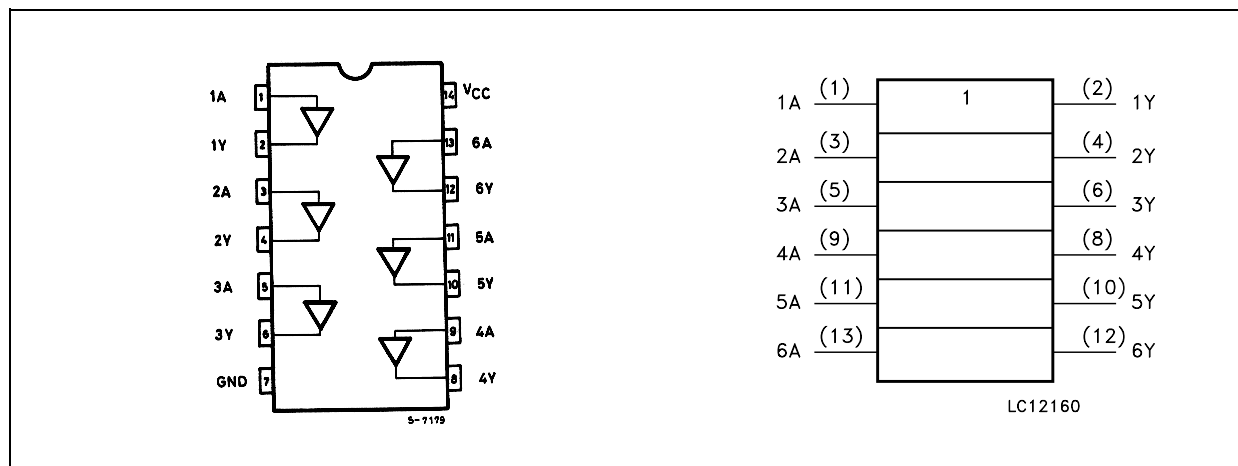 1A 1 14 VCC
1Y 2 13 6A
2A 3 12 6Y
2Y 4 11 5A
3A 5 10 5Y
3Y 6 9 4A
GND 7 8 4Y
S-7179
1A (1) 1 (2) 1Y
2A (3) (4) 2Y
3A (5) (6) 3Y
4A (9) (8) 4Y
5A (11) (10) 5Y
6A (13) (12) 6Y
LC12160